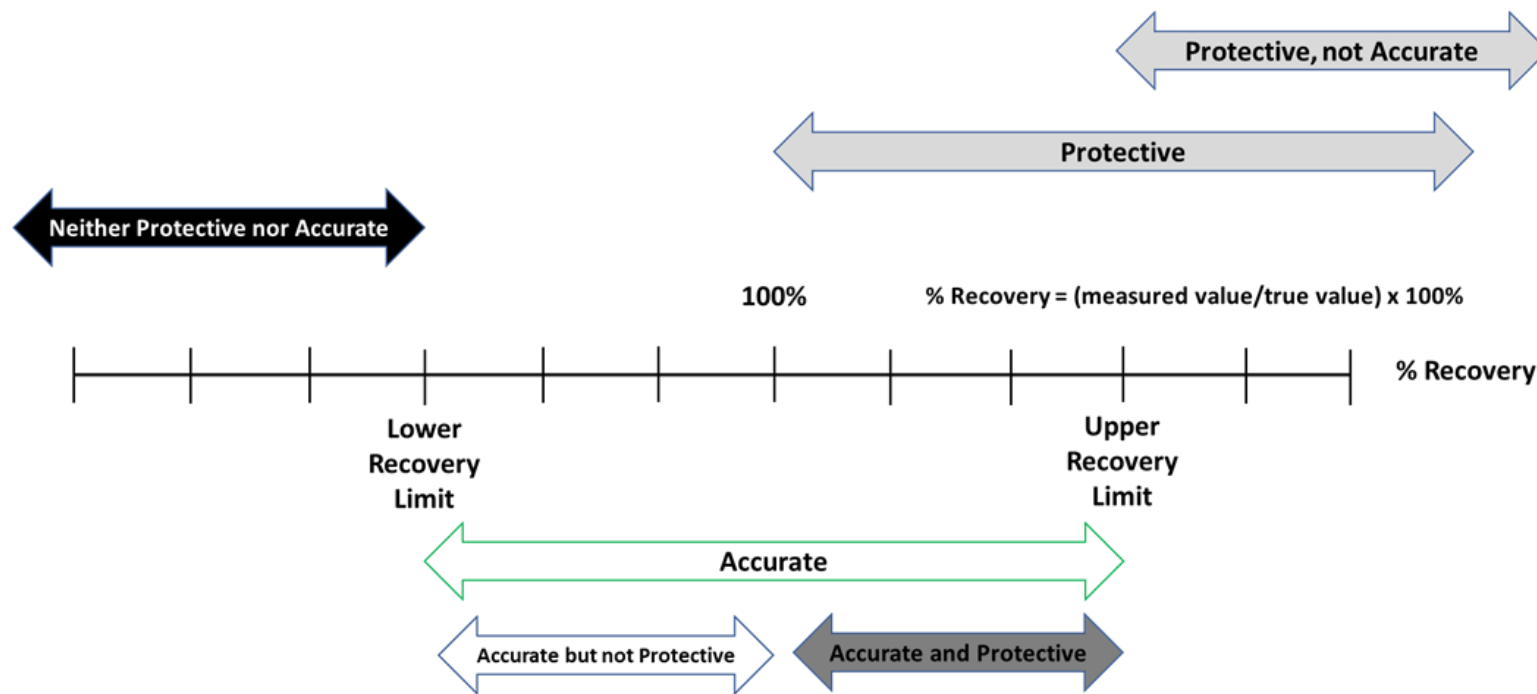 Protective, not Accurate
Protective
Neither Protective nor Accurate
100%
% Recovery = (measured value/true value) x 100%
% Recovery
Lower
Recovery
Limit
Upper
Recovery
Limit
Accurate
Accurate but not Protective
Accurate and Protective